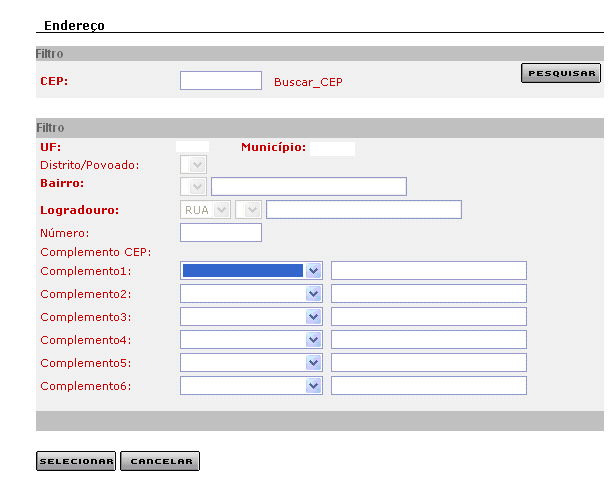 Endereço
Filtro
CEP: Buscar_CEP PESQUISAR
Filtro
UF: Município:
Distrito/Povoado:
Bairro:
Logradouro: RUA
Número:
Complemento CEP:
Complemento1:
Complemento2:
Complemento3:
Complemento4:
Complemento5:
Complemento6:
SELECIONAR CANCELAR